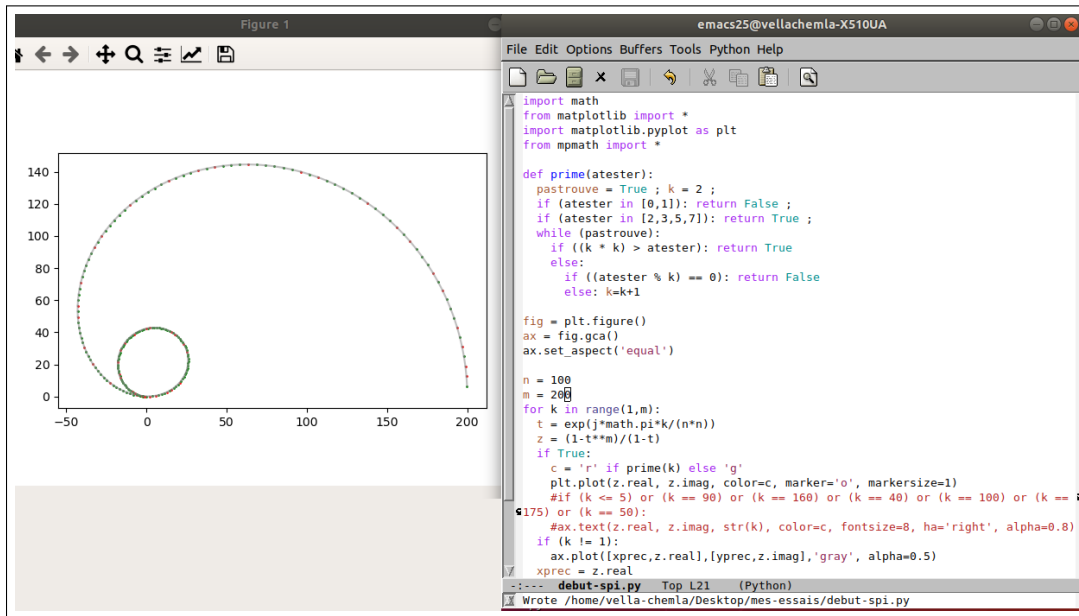 Figure 1
140
120
100
80
60
40
20
0
−50
0
50
100
150
200
emacs25@vellachemla-X510UA
File Edit Options Buffers Tools Python Help
import math
from matplotlib import *
import matplotlib.pyplot as plt
from mpmath import *
def prime(atester):
  pastrouve = True ; k = 2 ;
  if (atester in [0,1]): return False ;
  if (atester in [2,3,5,7]): return True ;
  while (pastrouve):
    if ((k * k) > atester): return True
    else:
      if ((atester % k) == 0): return False
      else: k=k+1
fig = plt.figure()
ax = fig.gca()
ax.set_aspect('equal')
n = 100
m = 200
for k in range(1,m):
  t = exp(j*math.pi*k/(n*n))
  z = (1-t**m)/(1-t)
  if True:
    c = 'r' if prime(k) else 'g'
    plt.plot(z.real, z.imag, color=c, marker='o', markersize=1)
    #if (k <= 5) or (k == 90) or (k == 160) or (k == 40) or (k == 100) or (k ==
175) or (k == 50):
    #ax.text(z.real, z.imag, str(k), color=c, fontsize=8, ha='right', alpha=0.8)
  if (k != 1):
    ax.plot([xprec,z.real],[yprec,z.imag],'gray', alpha=0.5)
  xprec = z.real
-:--- debut-spi.py Top L21 (Python)
Wrote /home/vella-chemla/Desktop/mes-essais/debut-spi.py